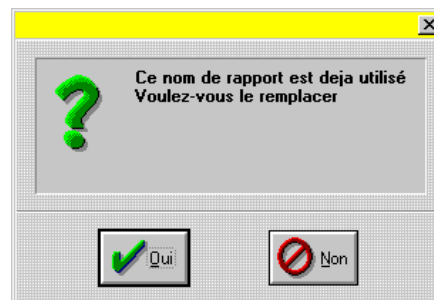 Ce nom de rapport est deja utilisé
Voulez-vous le remplacer
Oui
Non